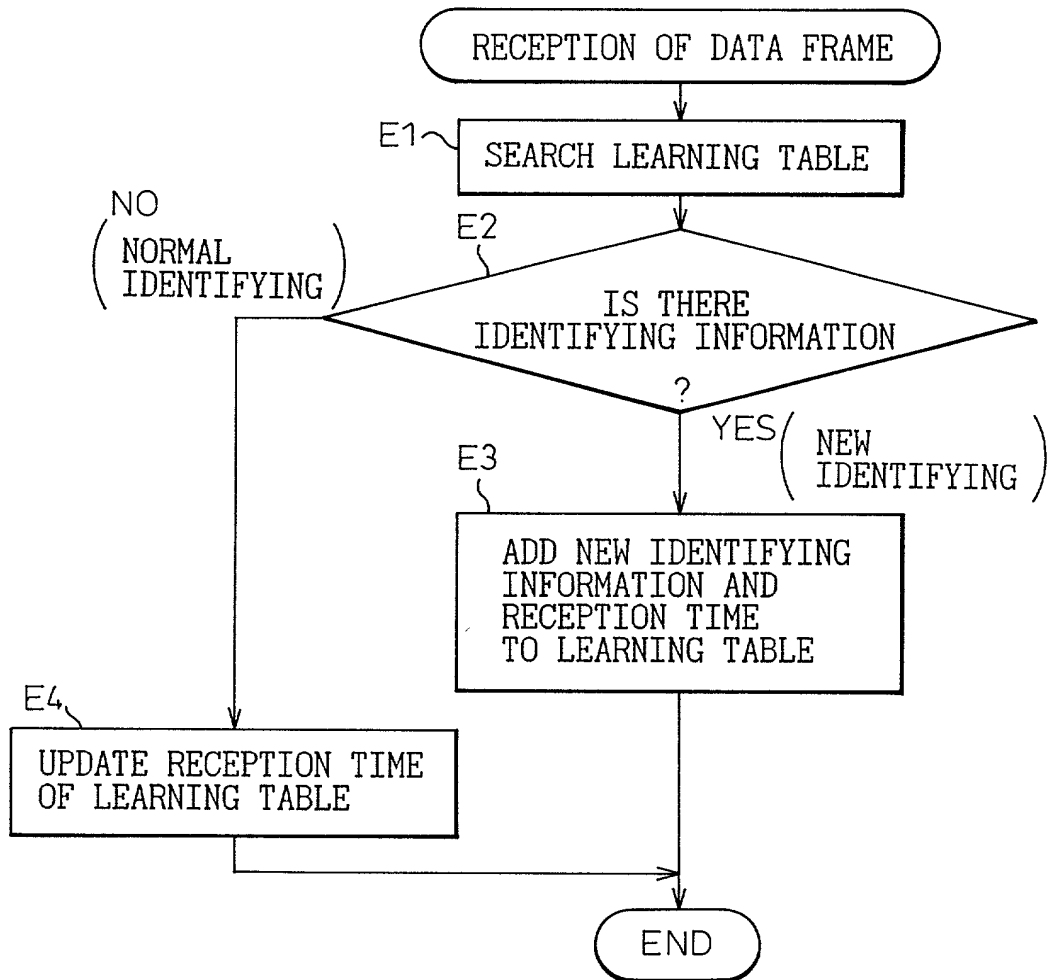 RECEPTION OF DATA FRAME
E1
SEARCH LEARNING TABLE
NO
(NORMAL
IDENTIFYING)
E2
IS THERE
IDENTIFYING INFORMATION
?
YES
(NEW
IDENTIFYING)
E3
ADD NEW IDENTIFYING
INFORMATION AND
RECEPTION TIME
TO LEARNING TABLE
E4
UPDATE RECEPTION TIME
OF LEARNING TABLE
END